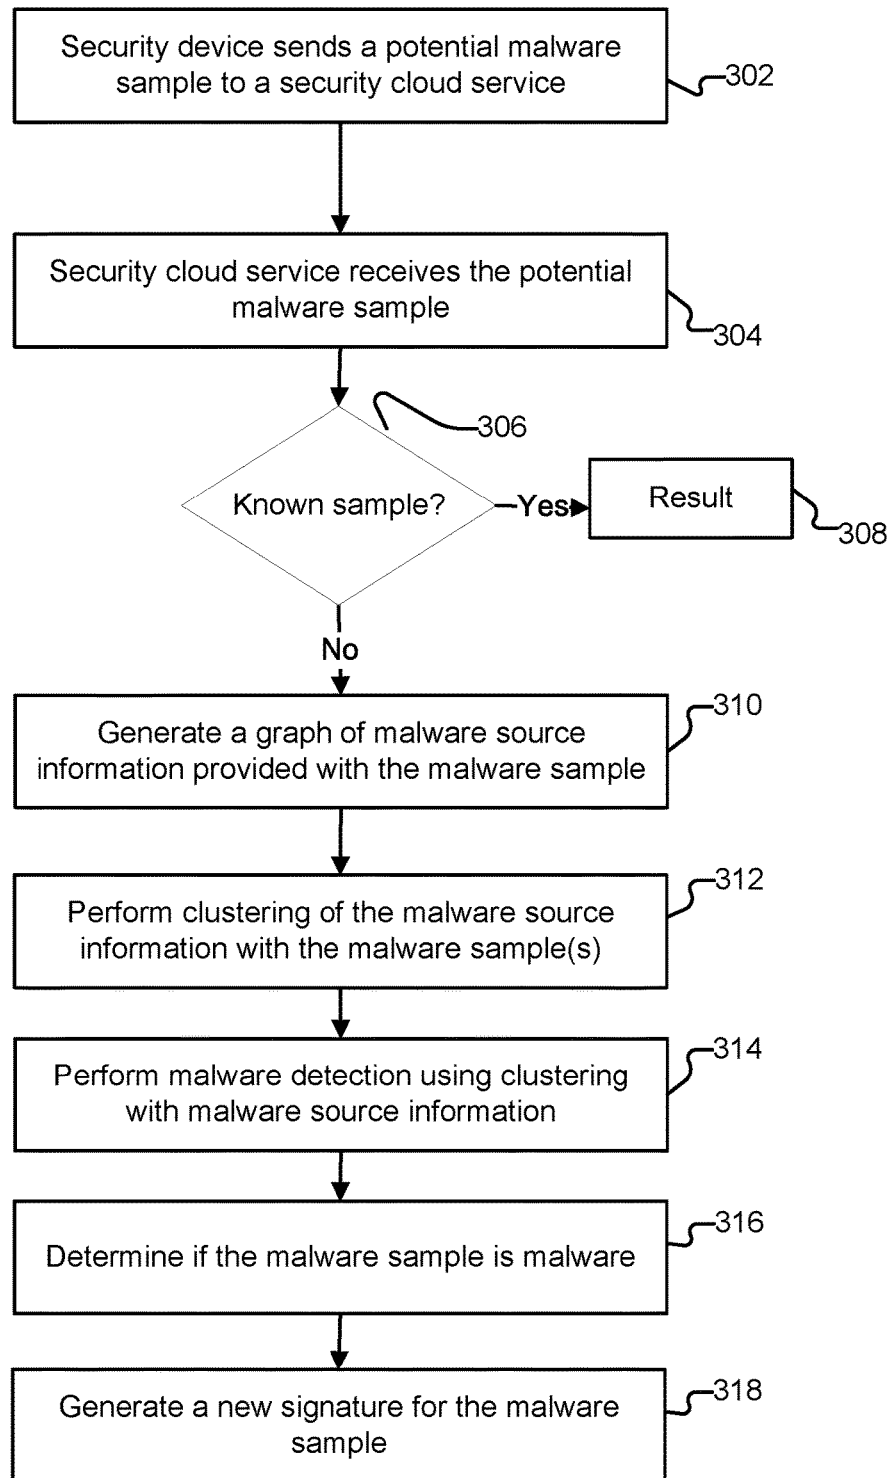 Security device sends a potential malware
sample to a security cloud service
302
Security cloud service receives the potential
malware sample
304
306
Known sample?
Yes
Result
308
No
310
Generate a graph of malware source
information provided with the malware sample
312
Perform clustering of the malware source
information with the malware sample(s)
314
Perform malware detection using clustering
with malware source information
316
Determine if the malware sample is malware
318
Generate a new signature for the malware
sample